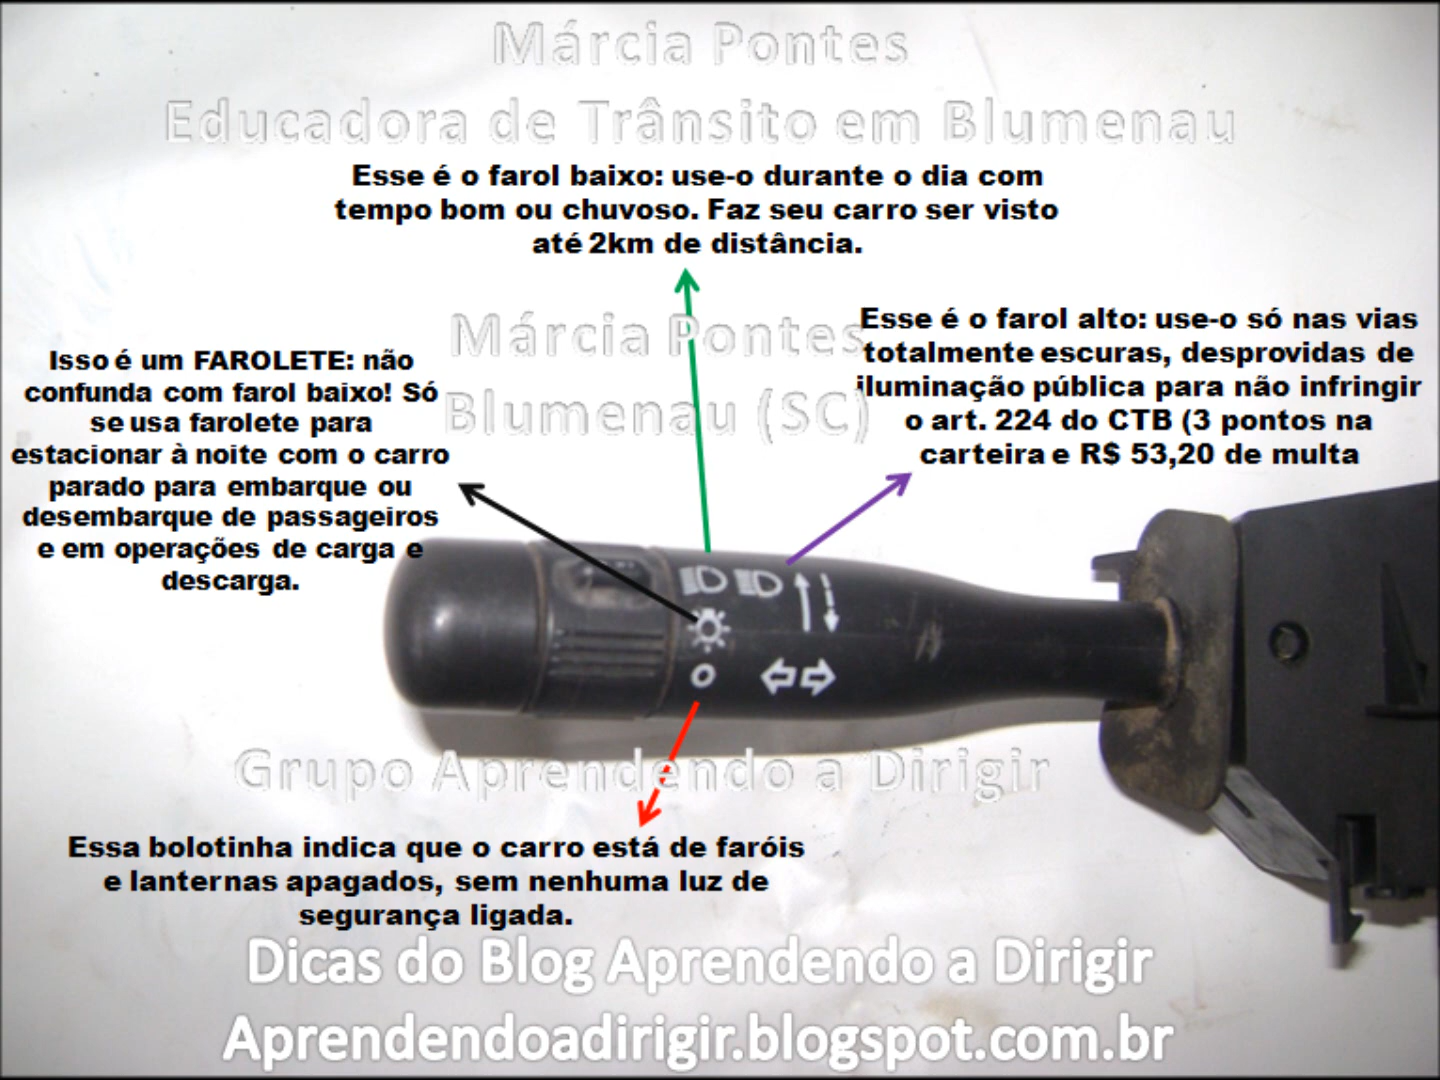 Márcia Pontes
Educadora de Trânsito em Blumenau
Esse é o farol baixo: use-o durante o dia com
tempo bom ou chuvoso. Faz seu carro ser visto
até 2km de distância.
Márcia Pontes
Blumenau (SC)
Esse é o farol alto: use-o só nas vias
totalmente escuras, desprovidas de
iluminação pública para não infringir
o art. 224 do CTB (3 pontos na
carteira e R$ 53,20 de multa
Isso é um FAROLETE: não
confunda com farol baixo! Só
se usa farolete para
estacionar à noite com o carro
parado para embarque ou
desembarque de passageiros
e em operações de carga e
descarga.
Grupo Aprendendo a Dirigir
Essa bolotinha indica que o carro está de faróis
e lanternas apagados, sem nenhuma luz de
segurança ligada.
Dicas do Blog Aprendendo a Dirigir
Aprendendoadirigir.blogspot.com.br